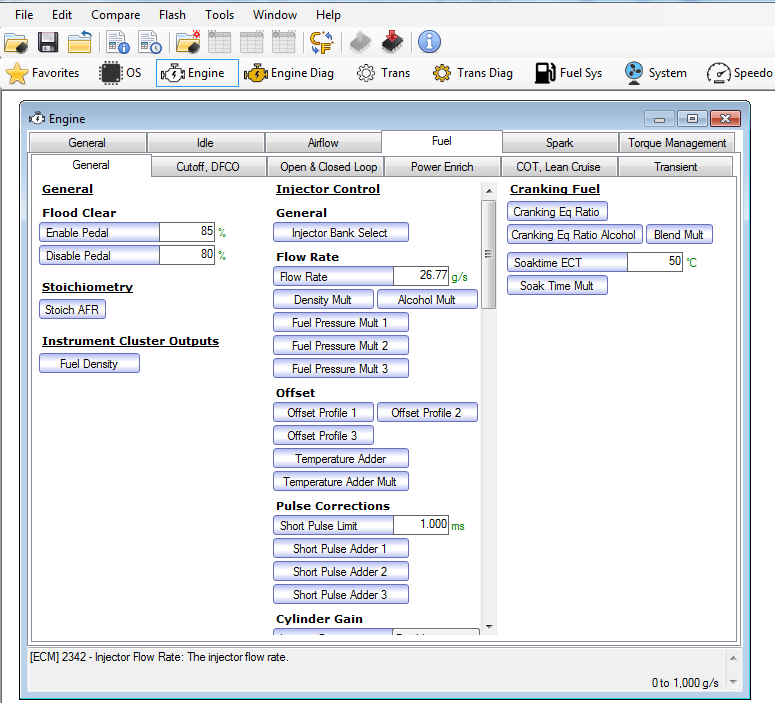 File Edit Compare Flash Tools Window Help
Favorites OS Engine Engine Diag Trans Trans Diag Fuel Sys System Speedo
Engine
General Idle Airflow Fuel Spark Torque Management
General Cutoff, DFCO Open & Closed Loop Power Enrich COT, Lean Cruise Transient
General
Flood Clear
Enable Pedal 85 %
Disable Pedal 80 %
Stoichiometry
Stoich AFR
Instrument Cluster Outputs
Fuel Density
Injector Control
General
Injector Bank Select
Flow Rate
Flow Rate 26.77 g/s
Density Mult Alcohol Mult
Fuel Pressure Mult 1
Fuel Pressure Mult 2
Fuel Pressure Mult 3
Offset
Offset Profile 1 Offset Profile 2
Offset Profile 3
Temperature Adder
Temperature Adder Mult
Pulse Corrections
Short Pulse Limit 1.000 ms
Short Pulse Adder 1
Short Pulse Adder 2
Short Pulse Adder 3
Cylinder Gain
Cranking Fuel
Cranking Eq Ratio
Cranking Eq Ratio Alcohol Blend Mult
Soaktime ECT 50 °C
Soak Time Mult
[ECM] 2342 - Injector Flow Rate: The injector flow rate.
0 to 1,000 g/s